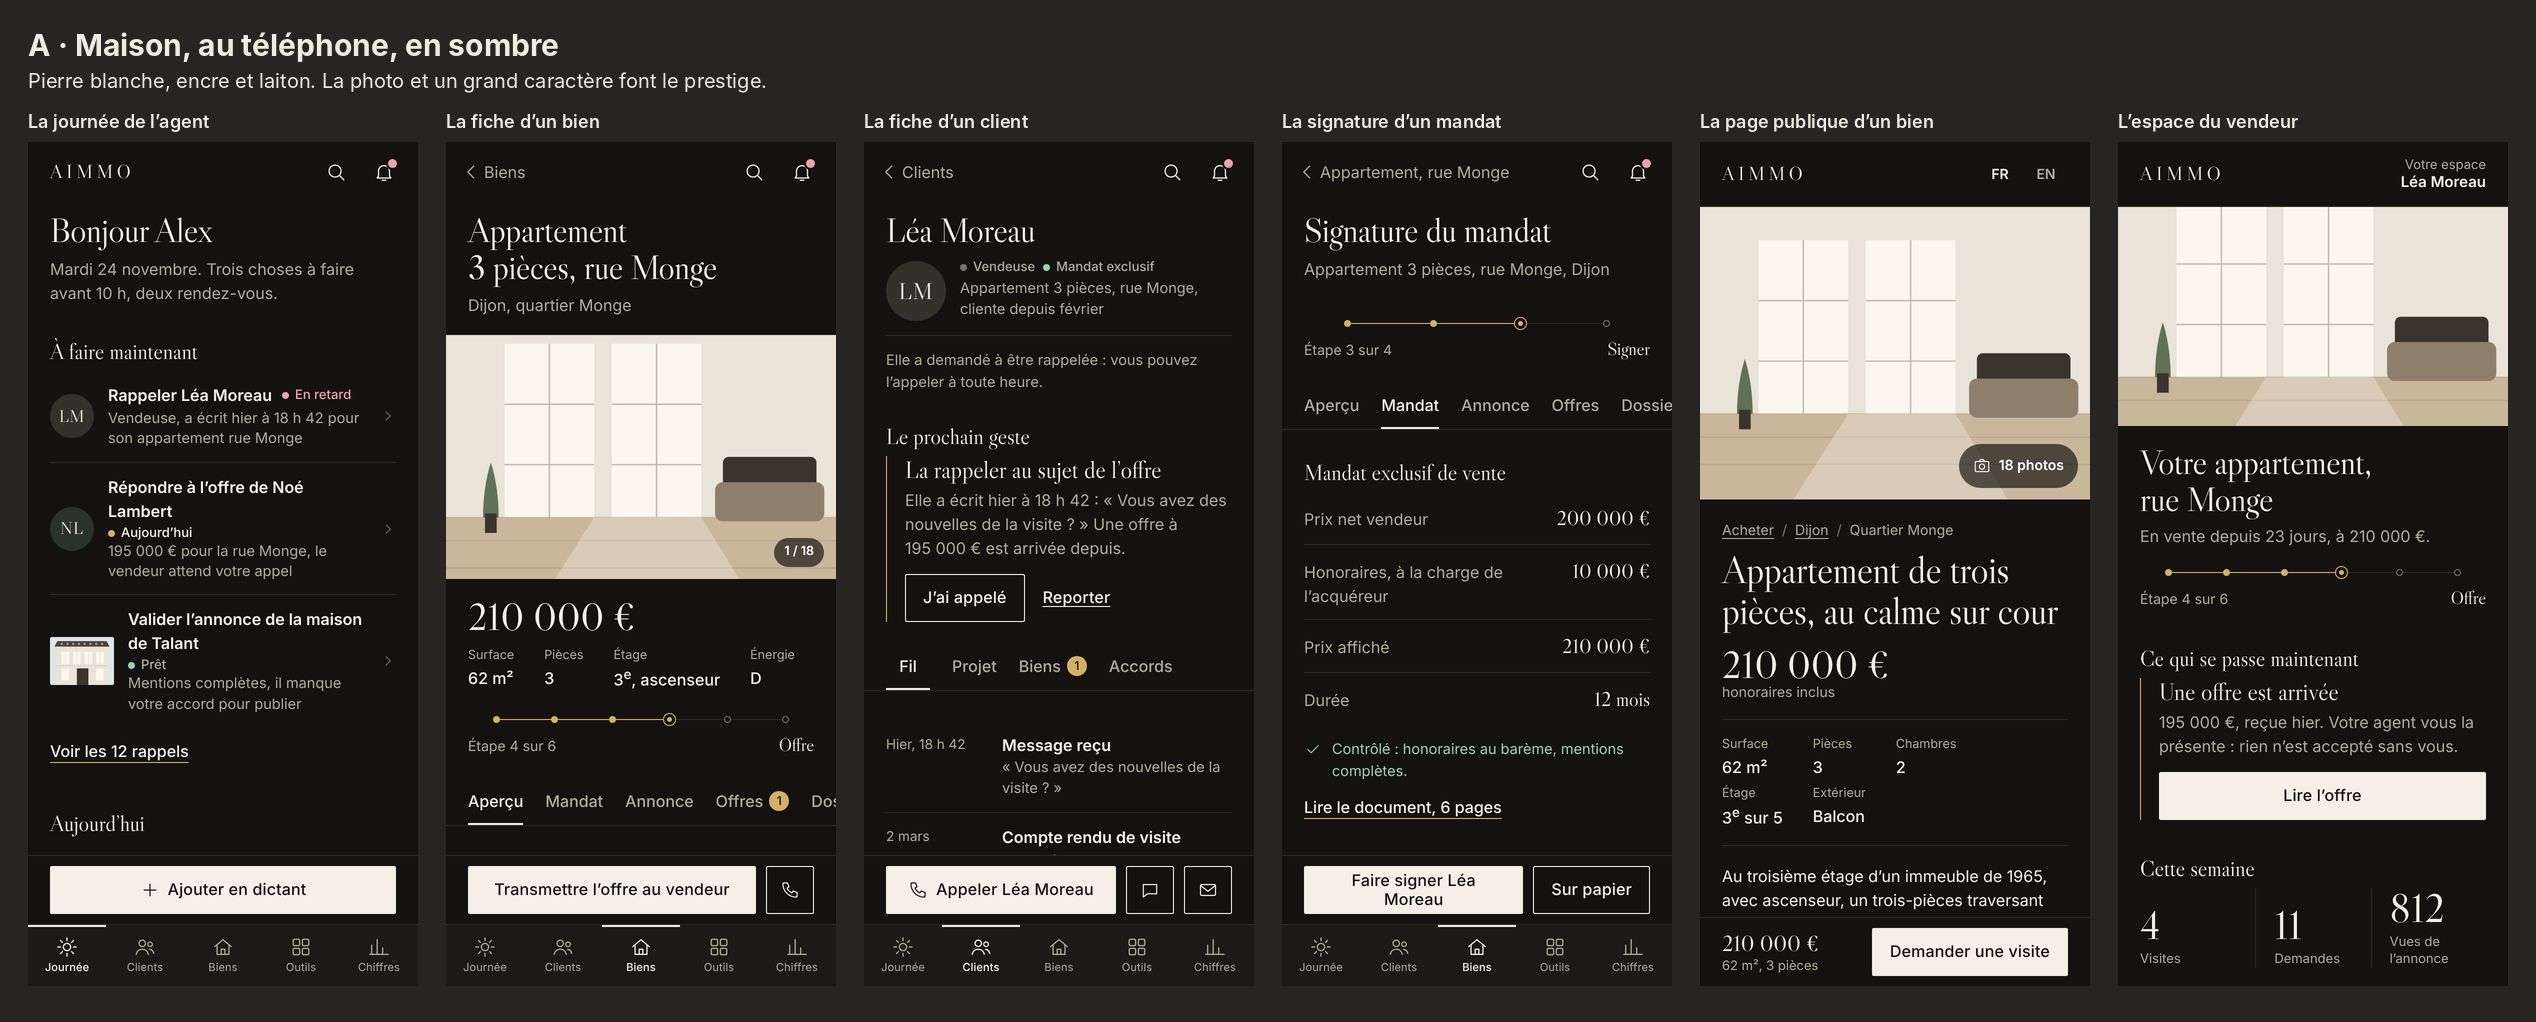 A · Maison, au téléphone, en sombre
Pierre blanche, encre et laiton. La photo et un grand caractère font le prestige.
La journée de l’agent
AIMMO
Bonjour Alex
Mardi 24 novembre. Trois choses à faire
avant 10 h, deux rendez-vous.
À faire maintenant
LM
Rappeler Léa Moreau
En retard
Vendeuse, a écrit hier à 18 h 42 pour
son appartement rue Monge
NL
Répondre à l’offre de Noé
Lambert
Aujourd’hui
195 000 € pour la rue Monge, le
vendeur attend votre appel
Valider l’annonce de la maison
de Talant
Prêt
Mentions complètes, il manque
votre accord pour publier
Voir les 12 rappels
Aujourd’hui
Ajouter en dictant
Journée
Clients
Biens
Outils
Chiffres
La fiche d’un bien
Biens
Appartement
3 pièces, rue Monge
Dijon, quartier Monge
1 / 18
210 000 €
Surface
Pièces
Étage
Énergie
62 m²
3
3e, ascenseur
D
Étape 4 sur 6
Offre
Aperçu
Mandat
Annonce
Offres
1
Dos
Transmettre l’offre au vendeur
Journée
Clients
Biens
Outils
Chiffres
La fiche d’un client
Clients
Léa Moreau
LM
Vendeuse
Mandat exclusif
Appartement 3 pièces, rue Monge,
cliente depuis février
Elle a demandé à être rappelée : vous pouvez
l’appeler à toute heure.
Le prochain geste
La rappeler au sujet de l’offre
Elle a écrit hier à 18 h 42 : « Vous avez des
nouvelles de la visite ? » Une offre à
195 000 € est arrivée depuis.
J’ai appelé
Reporter
Fil
Projet
Biens
1
Accords
Hier, 18 h 42
Message reçu
« Vous avez des nouvelles de la
visite ? »
2 mars
Compte rendu de visite
Appeler Léa Moreau
Journée
Clients
Biens
Outils
Chiffres
La signature d’un mandat
Appartement, rue Monge
Signature du mandat
Appartement 3 pièces, rue Monge, Dijon
Étape 3 sur 4
Signer
Aperçu
Mandat
Annonce
Offres
Dossie
Mandat exclusif de vente
Prix net vendeur
200 000 €
Honoraires, à la charge de
l’acquéreur
10 000 €
Prix affiché
210 000 €
Durée
12 mois
Contrôlé : honoraires au barème, mentions
complètes.
Lire le document, 6 pages
Faire signer Léa
Moreau
Sur papier
Journée
Clients
Biens
Outils
Chiffres
La page publique d’un bien
AIMMO
FR
EN
18 photos
Acheter / Dijon / Quartier Monge
Appartement de trois
pièces, au calme sur cour
210 000 €
honoraires inclus
Surface
Pièces
Chambres
62 m²
3
2
Étage
Extérieur
3e sur 5
Balcon
Au troisième étage d’un immeuble de 1965,
avec ascenseur, un trois-pièces traversant
210 000 €
62 m², 3 pièces
Demander une visite
L’espace du vendeur
AIMMO
Votre espace
Léa Moreau
Votre appartement,
rue Monge
En vente depuis 23 jours, à 210 000 €.
Étape 4 sur 6
Offre
Ce qui se passe maintenant
Une offre est arrivée
195 000 €, reçue hier. Votre agent vous la
présente : rien n’est accepté sans vous.
Lire l’offre
Cette semaine
4
Visites
11
Demandes
812
Vues de
l’annonce